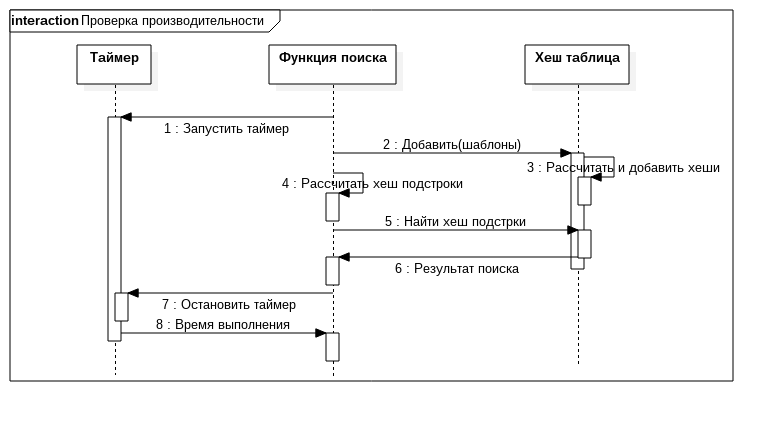 interaction Проверка производительности
Таймер
Функция поиска
Хеш таблица
1 : Запустить таймер
2 : Добавить(шаблоны)
3 : Рассчитать и добавить хеши
4 : Рассчитать хеш подстроки
5 : Найти хеш подстрки
6 : Результат поиска
7 : Остановить таймер
8 : Время выполнения